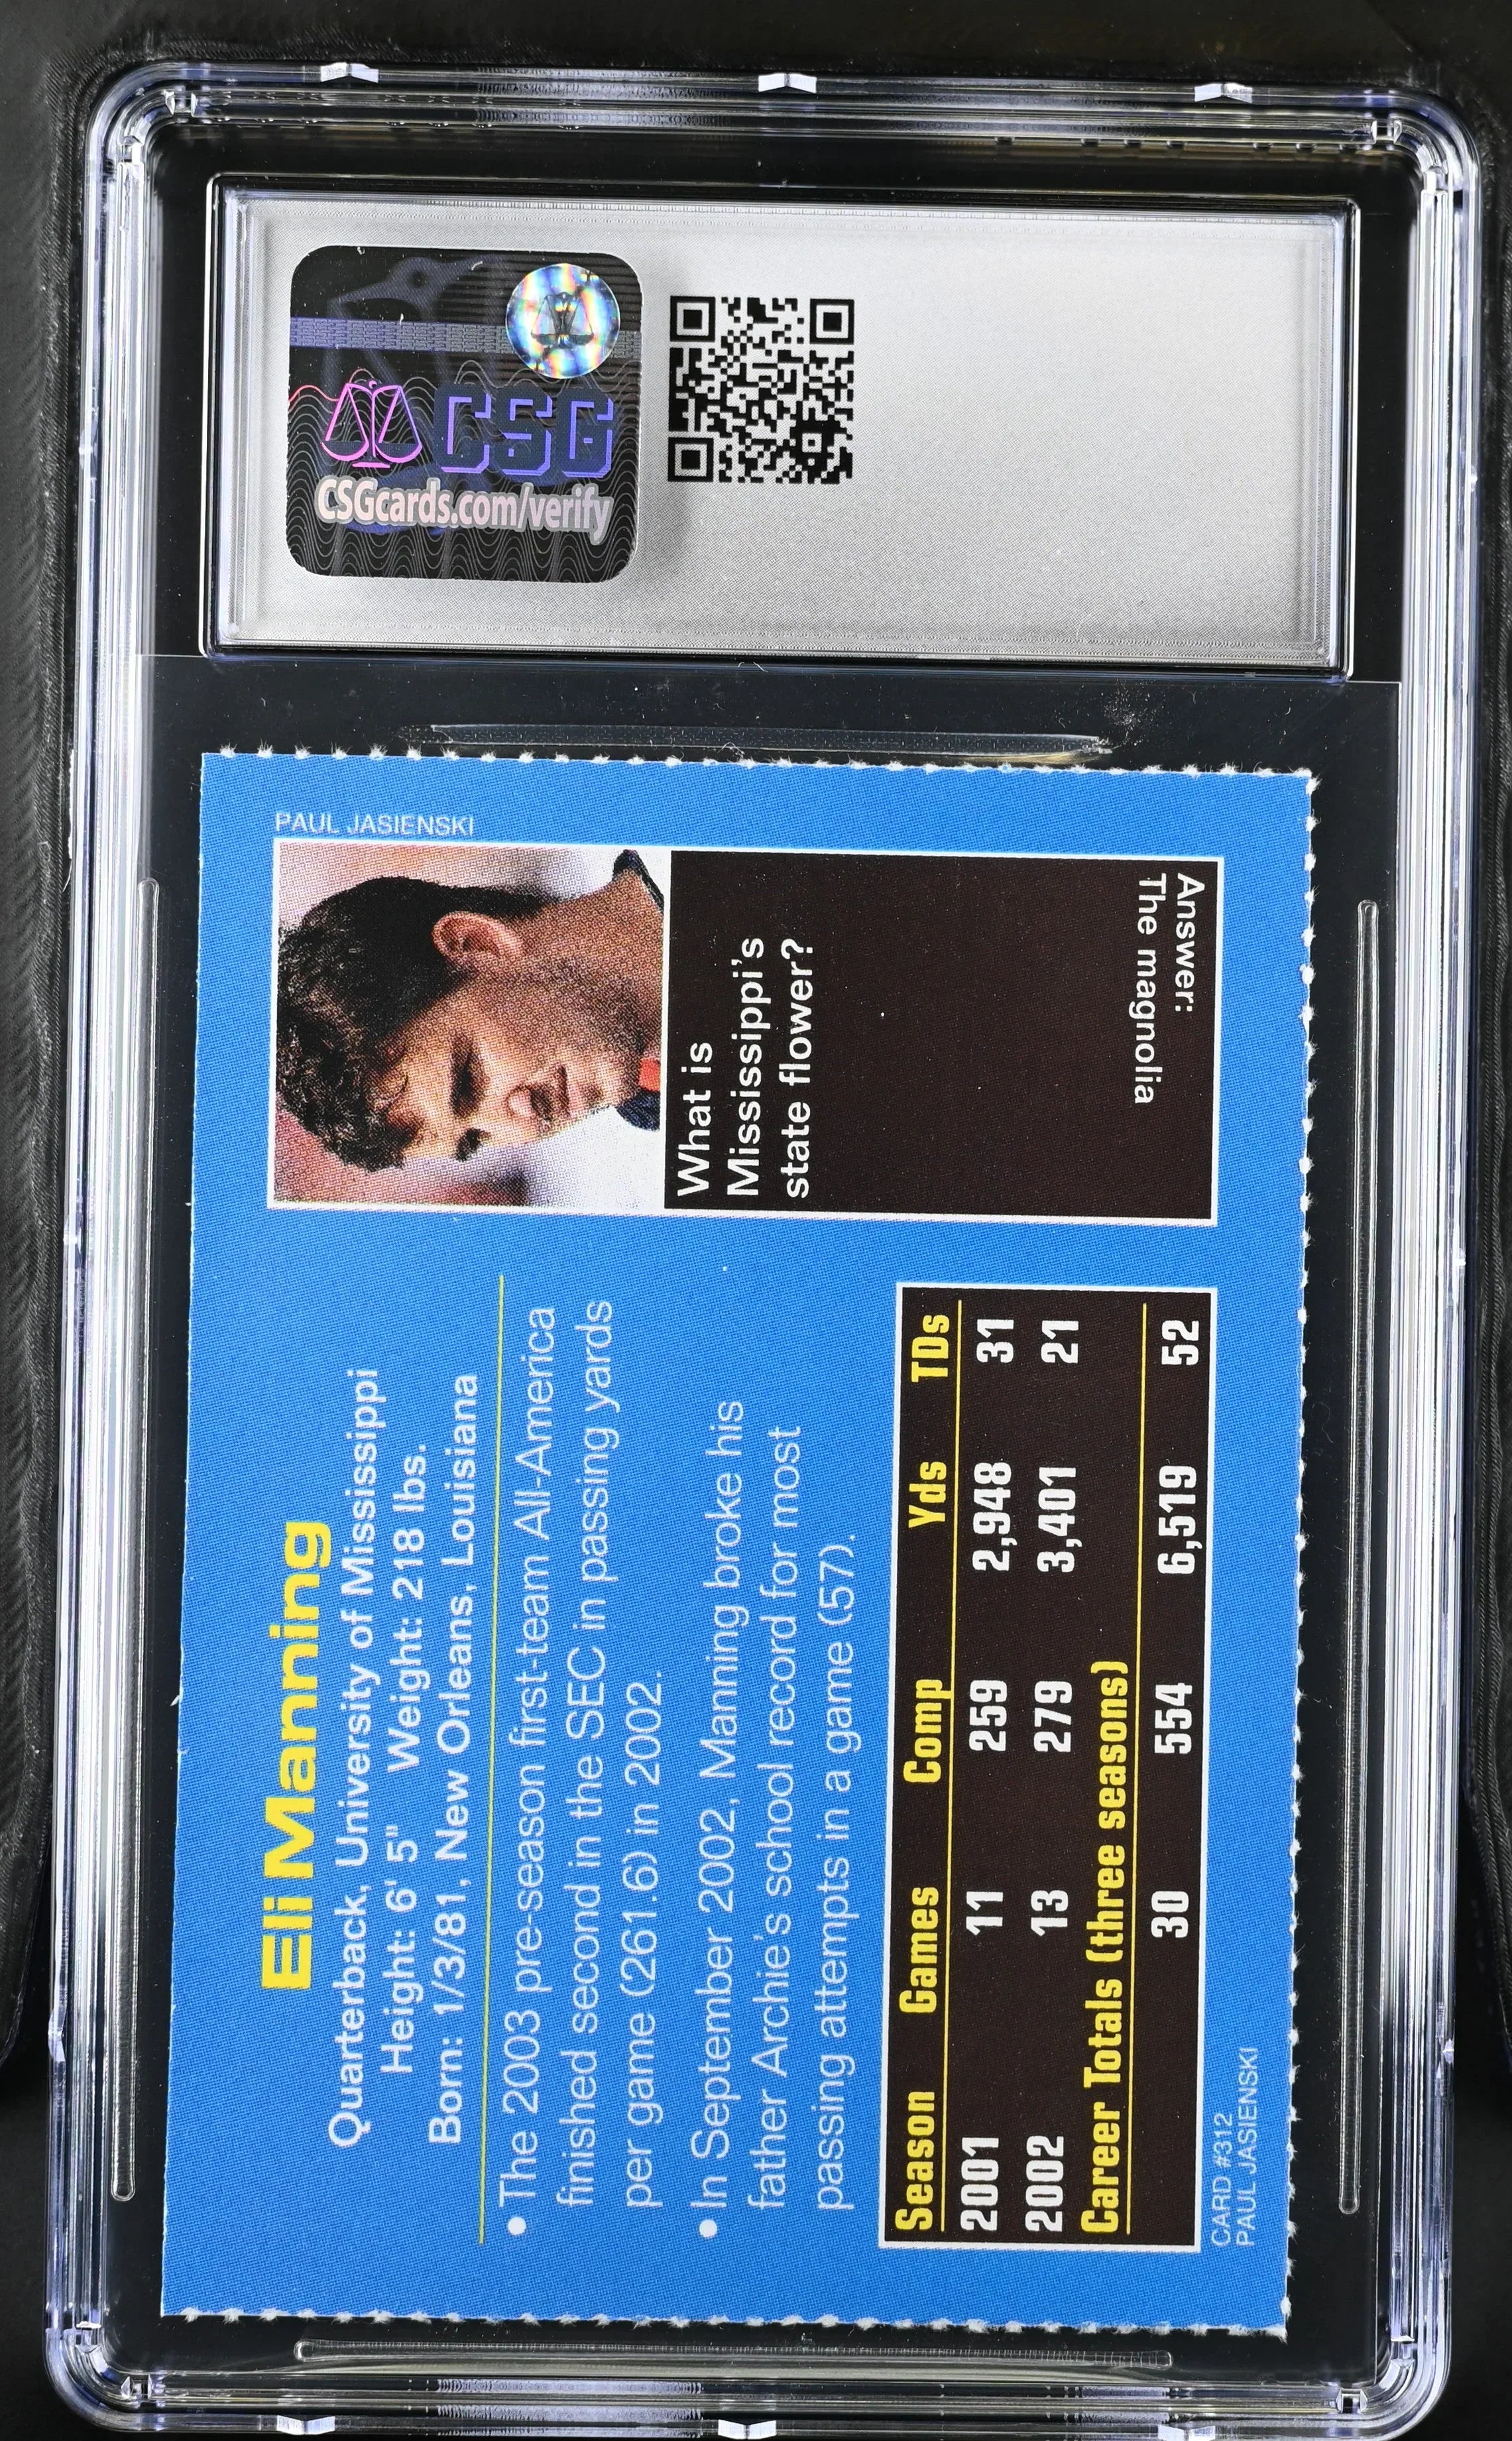 CSG
CSGcards.com/verify
PAUL JASIENSKI
Eli Manning
Quarterback, University of Mississippi
Height: 6' 5" Weight: 218 lbs.
Born: 1/3/81, New Orleans, Louisiana
• The 2003 pre-season first-team All-America
finished second in the SEC in passing yards
per game (261.6) in 2002.
• In September 2002, Manning broke his
father Archie's school record for most
passing attempts in a game (57).
Season Games Comp Yds TDs
2001 11 259 2,948 31
2002 13 279 3,401 21
Career Totals (three seasons)
30 554 6,519 52
CARD #312
PAUL JASIENSKI
What is
Mississippi's
state flower?
Answer:
The magnolia